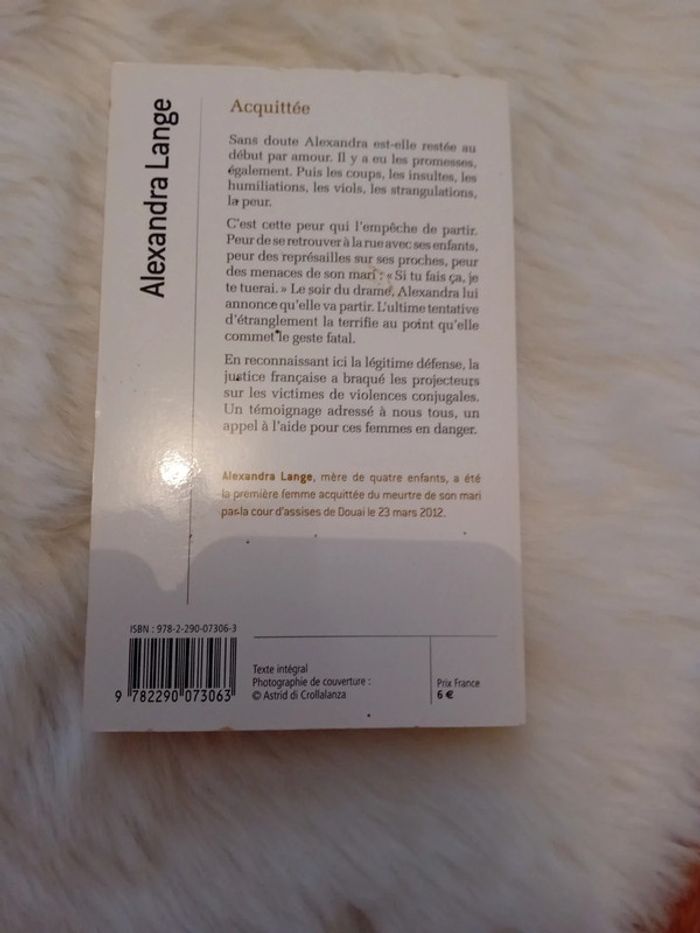 Alexandra Lange
Acquittée
Sans doute Alexandra est-elle restée au
début par amour. Il y a eu les promesses,
également. Puis les coups, les insultes, les
humiliations, les viols, les strangulations,
la peur.
C'est cette peur qui l'empêche de partir.
Peur de se retrouver à la rue avec ses enfants,
peur des représailles sur ses proches, peur
des menaces de son mari : « Si tu fais ça, je
te tuerai. » Le soir du drame, Alexandra lui
annonce qu'elle va partir. L'ultime tentative
d'étranglement la terrifie au point qu'elle
commet le geste fatal.
En reconnaissant ici la légitime défense, la
justice française a braqué les projecteurs
sur les victimes de violences conjugales.
Un témoignage adressé à nous tous, un
appel à l'aide pour ces femmes en danger.
Alexandra Lange, mère de quatre enfants, a été
la première femme acquittée du meurtre de son mari
par la cour d'assises de Douai le 23 mars 2012.
ISBN : 978-2-290-07306-3
9 782290 073063
Texte intégral
Photographie de couverture :
© Astrid di Crollalanza
Prix France
6 €